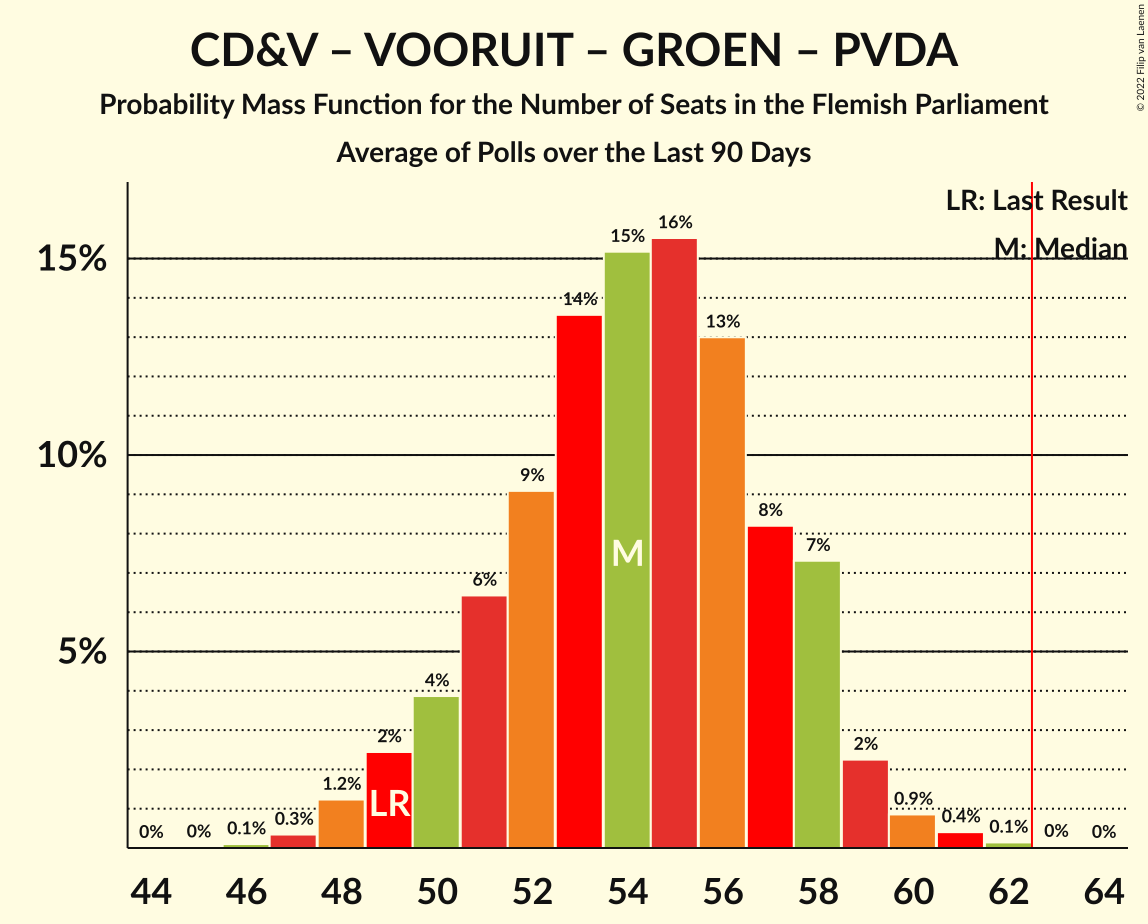 CD&V – VOORUIT – GROEN – PVDA
Probability Mass Function for the Number of Seats in the Flemish Parliament
Average of Polls over the Last 90 Days
© 2022 Filip van Laenen
LR: Last Result
M: Median
15%
10%
5%
0%
0%
0.1%
0.3%
1.2%
2%
4%
6%
9%
14%
15%
16%
13%
8%
7%
2%
0.9%
0.4%
0.1%
0%
0%
LR
M
44 46 48 50 52 54 56 58 60 62 64